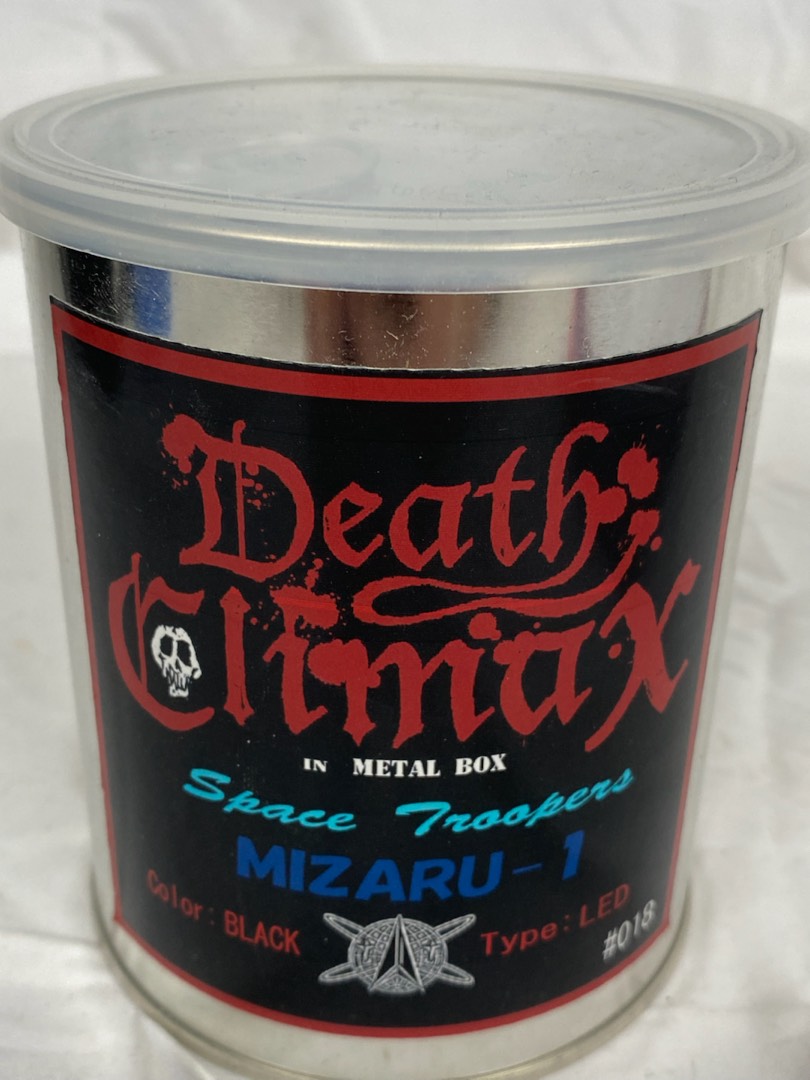 Death
Climax
IN METAL BOX
Space Troopers
MIZARU-1
Color: BLACK
Type: LED
#018